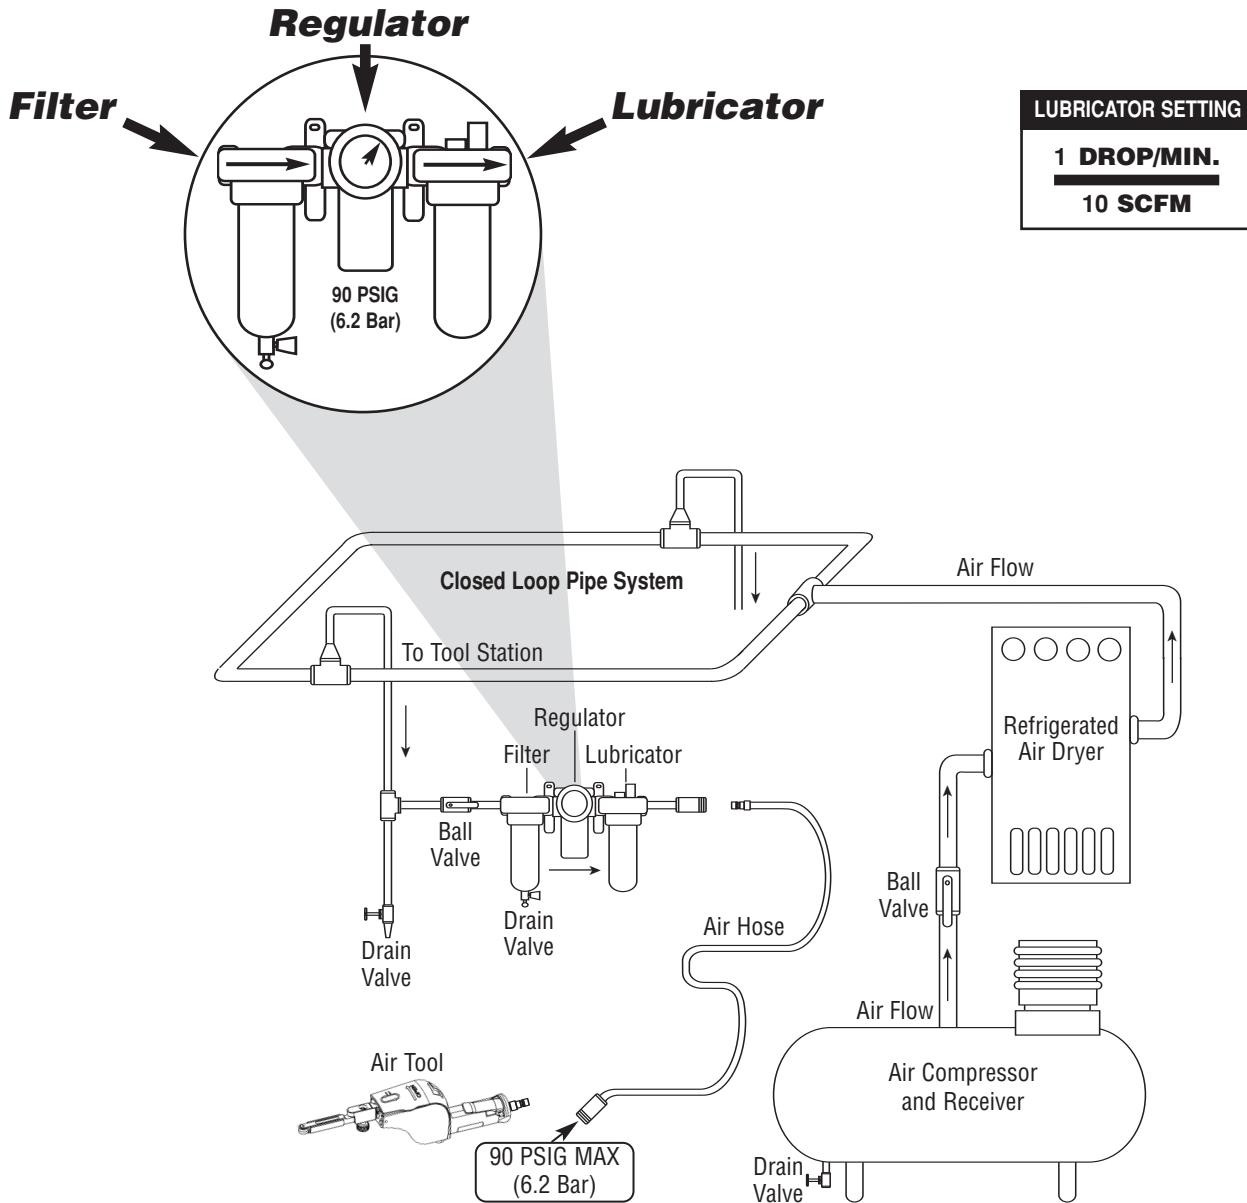 Regulator
Filter
Lubricator
LUBRICATOR SETTING
1 DROP/MIN.
10 SCFM
90 PSIG
(6.2 Bar)
Closed Loop Pipe System
Air Flow
To Tool Station
Refrigerated
Air Dryer
Regulator
Filter
Lubricator
Ball
Valve
Drain
Valve
Drain
Valve
Air Hose
Ball
Valve
Air Flow
Air Compressor
and Receiver
Air Tool
90 PSIG MAX
(6.2 Bar)
Drain
Valve